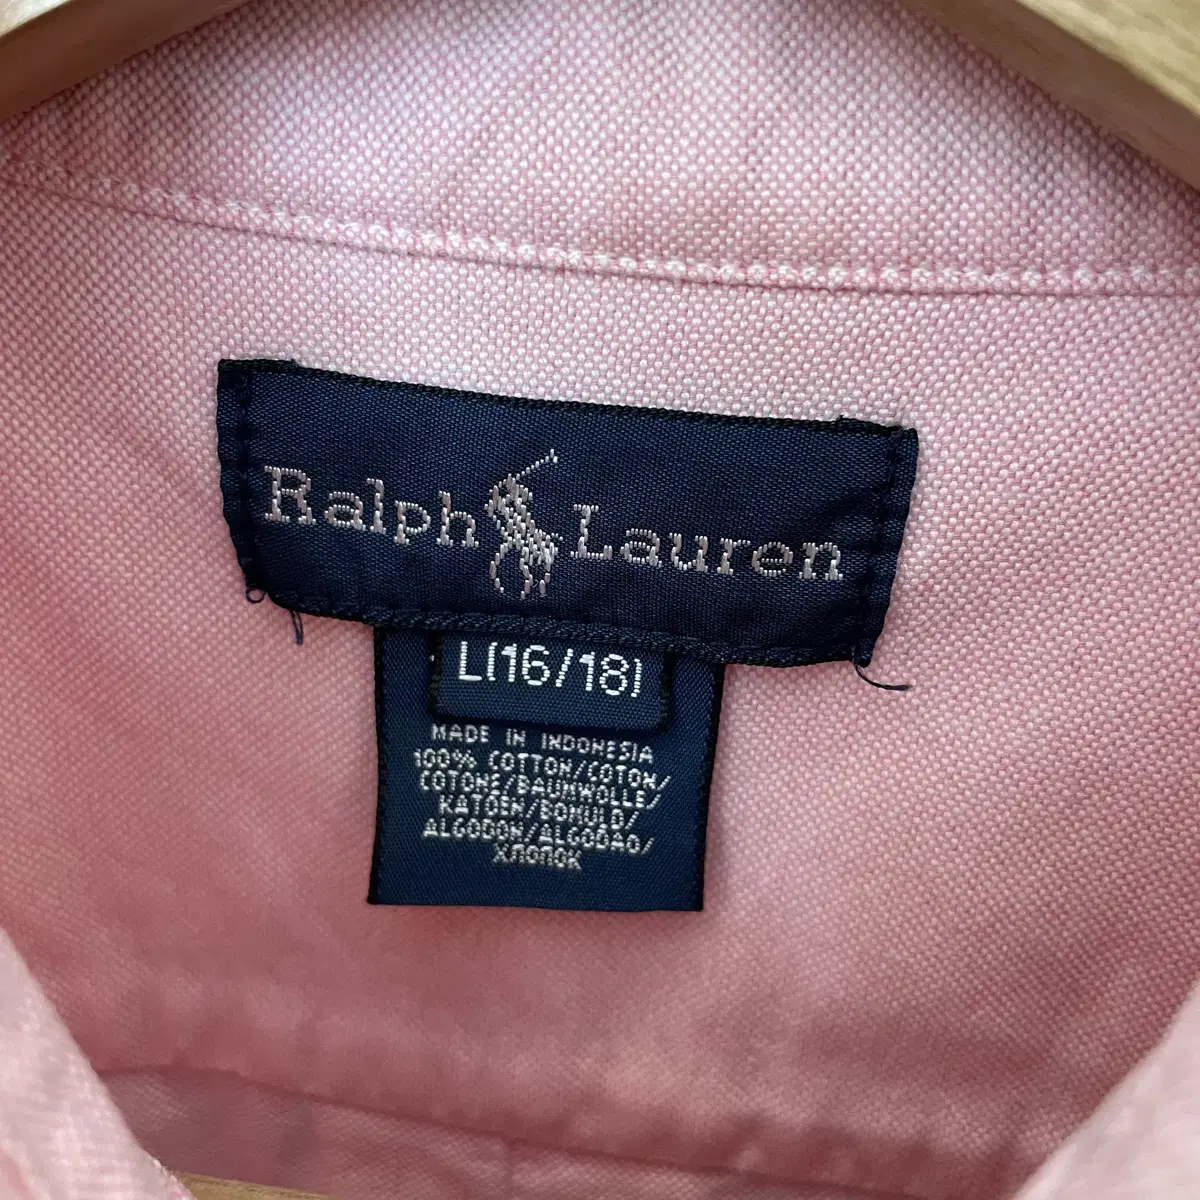 Ralph Lauren
L(16/18)
MADE IN INDONESIA
100% COTTON/COTON/
COTONE/BAUMWOLLE/
KATOEN/BOMULD/
ALGODON/ALGODAO/
ХЛОПОК